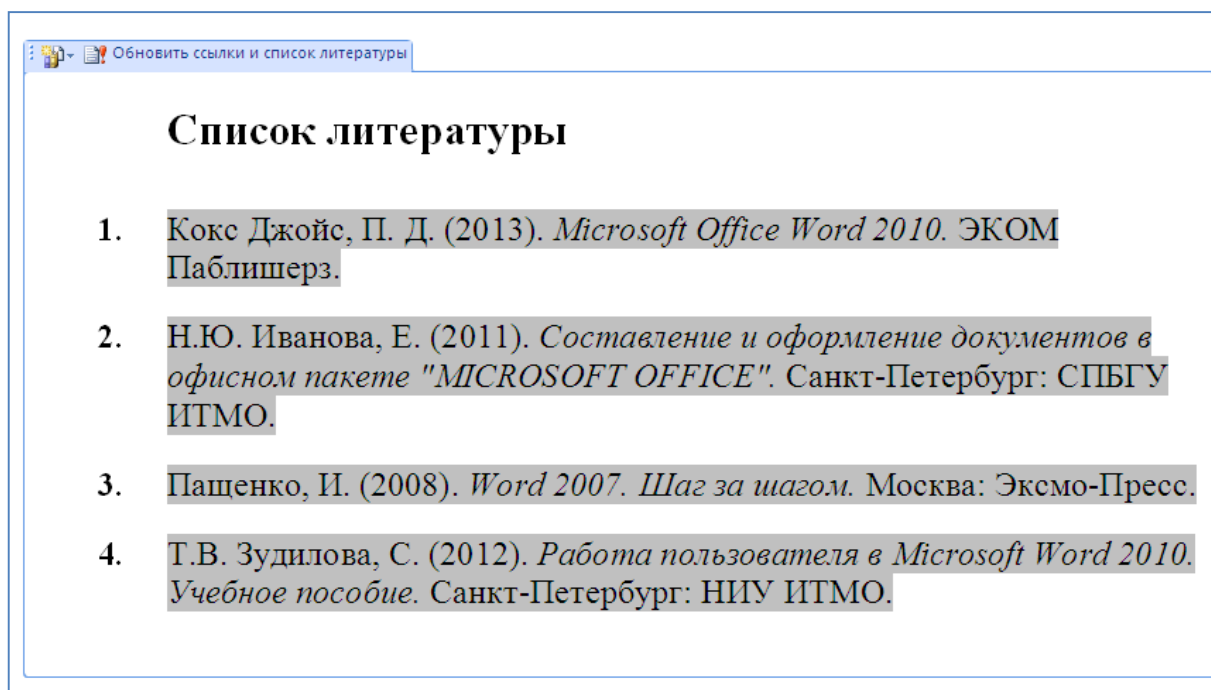 Обновить ссылки и список литературы
Список литературы
1. Кокс Джойс, П. Д. (2013). Microsoft Office Word 2010. ЭКОМ
Паблишерз.
2. Н.Ю. Иванова, Е. (2011). Составление и оформление документов в
офисном пакете "MICROSOFT OFFICE". Санкт-Петербург: СПБГУ
ИТМО.
3. Пащенко, И. (2008). Word 2007. Шаг за шагом. Москва: Эксмо-Пресс.
4. Т.В. Зудилова, С. (2012). Работа пользователя в Microsoft Word 2010.
Учебное пособие. Санкт-Петербург: НИУ ИТМО.